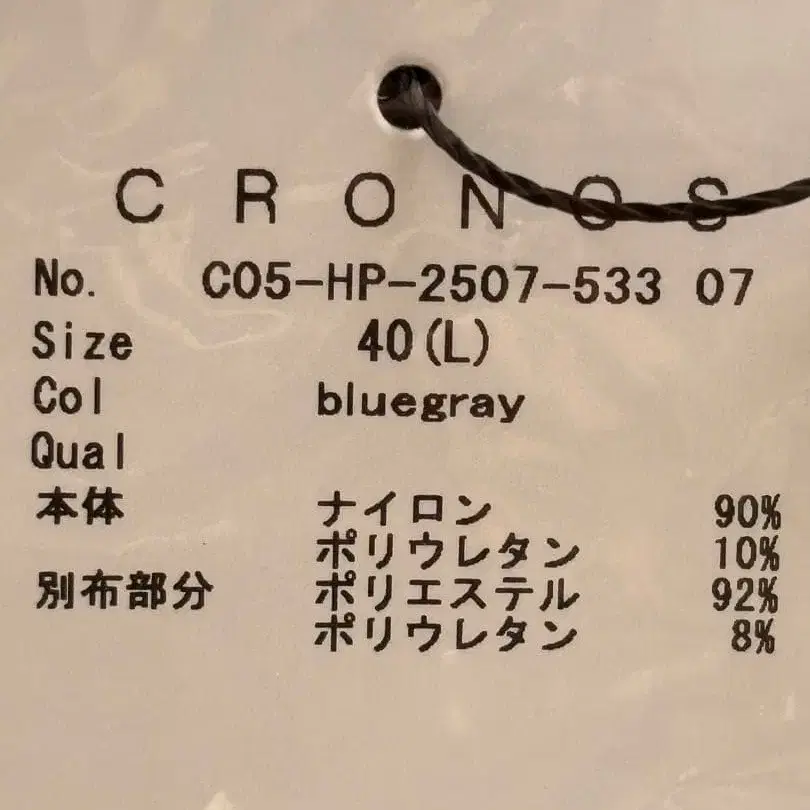 CRONOS
No. C05-HP-2507-533 07
Size 40(L)
Col bluegray
Qual
本体 ナイロン 90%
ポリウレタン 10%
別布部分 ポリエステル 92%
ポリウレタン 8%